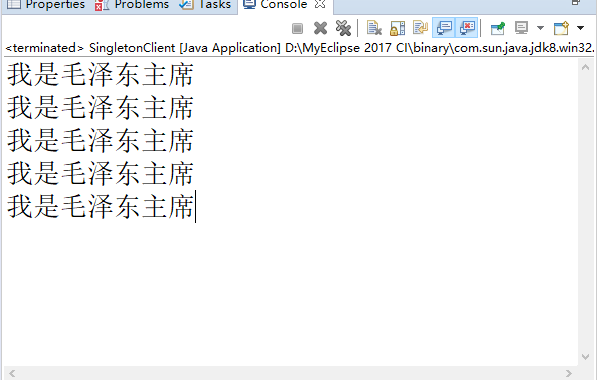 Properties Problems Tasks Console
<terminated> SingletonClient [Java Application] D:\MyEclipse 2017 CI\binary\com.sun.java.jdk8.win32.
我是毛泽东主席
我是毛泽东主席
我是毛泽东主席
我是毛泽东主席
我是毛泽东主席